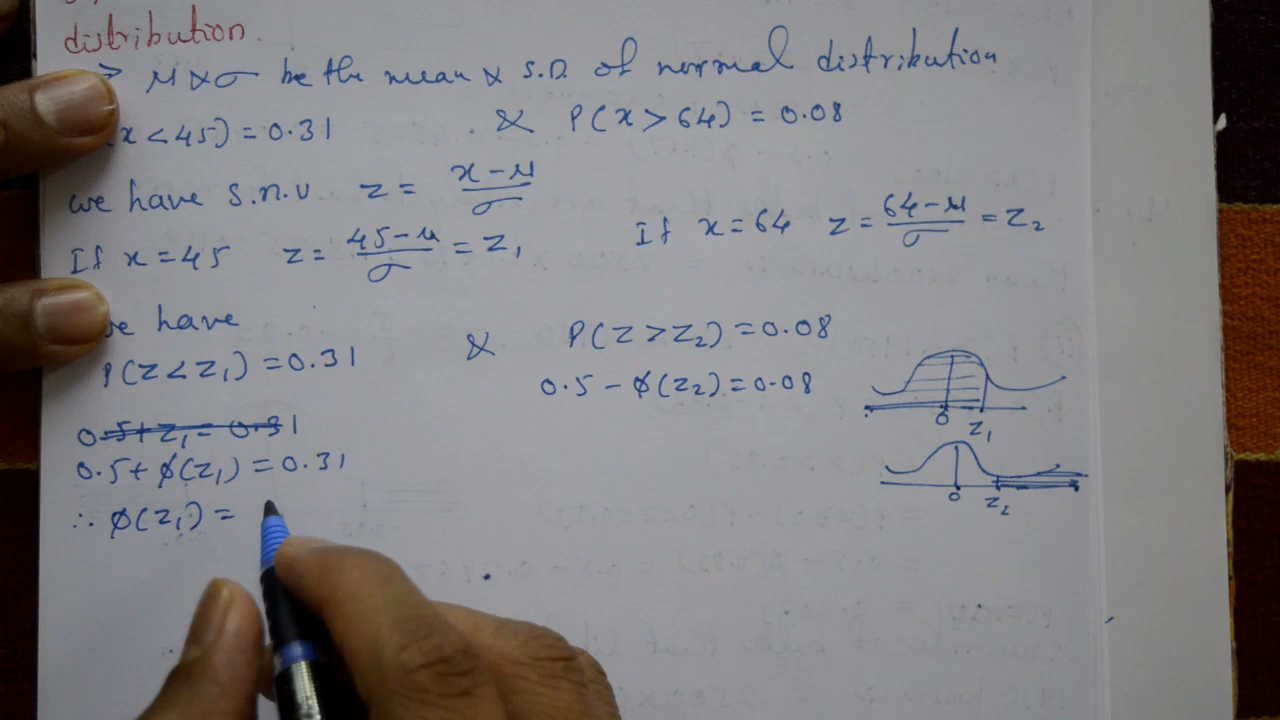 distribution.
→ μ & σ be the mean & S.D. of normal distribution
(x < 45) = 0.31 & P(x > 64) = 0.08
we have s.n.v z = x - μ / σ
If x = 45 z = 45 - μ / σ = z₁ If x = 64 z = 64 - μ / σ = z₂
we have
P(z < z₁) = 0.31 & P(z > z₂) = 0.08
0.5 - φ(z₂) = 0.08
0.5 + z₁ = 0.31
0.5 + φ(z₁) = 0.31
∴ φ(z₁) =
0 z₁
0 z₂